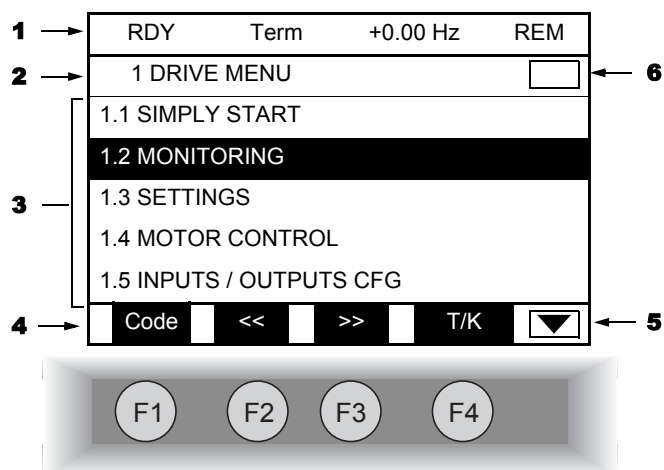 1 RDY Term +0.00 Hz REM
2 1 DRIVE MENU 6
1.1 SIMPLY START
1.2 MONITORING
3 1.3 SETTINGS
1.4 MOTOR CONTROL
1.5 INPUTS / OUTPUTS CFG
4 Code << >> T/K 5
F1 F2 F3 F4